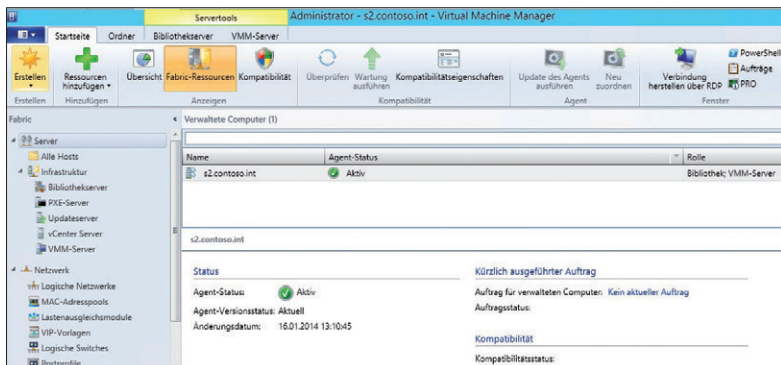 Servertools
Administrator - s2.contoso.int - Virtual Machine Manager
Startseite Ordner Bibliothekserver VMM-Server
Erstellen
Ressourcen hinzufügen
Übersicht
Fabric-Ressourcen
Kompatibilität
Überprüfen
Wartung ausführen
Kompatibilitätseigenschaften
Update des Agents ausführen
Neu zuordnen
Verbindung herstellen über RDP
PowerShell
Aufträge
PRO
Erstellen Hinzufügen Anzeigen Kompatibilität Agent Fenster
Fabric
Server
Alle Hosts
Infrastruktur
Bibliothekserver
PXE-Server
Updateserver
vCenter Server
VMM-Server
Netzwerk
Logische Netzwerke
MAC-Adresspools
Lastenausgleichsmodule
VIP-Vorlagen
Logische Switches
Portprofile
Verwaltete Computer (1)
Name Agent-Status Rolle
s2.contoso.int Aktiv Bibliothek; VMM-Server
s2.contoso.int
Status
Agent-Status: Aktiv
Agent-Versionsstatus: Aktuell
Änderungsdatum: 16.01.2014 13:10:45
Kürzlich ausgeführter Auftrag
Auftrag für verwalteten Computer: Kein aktueller Auftrag
Auftragsstatus:
Kompatibilität
Kompatibilitätsstatus: